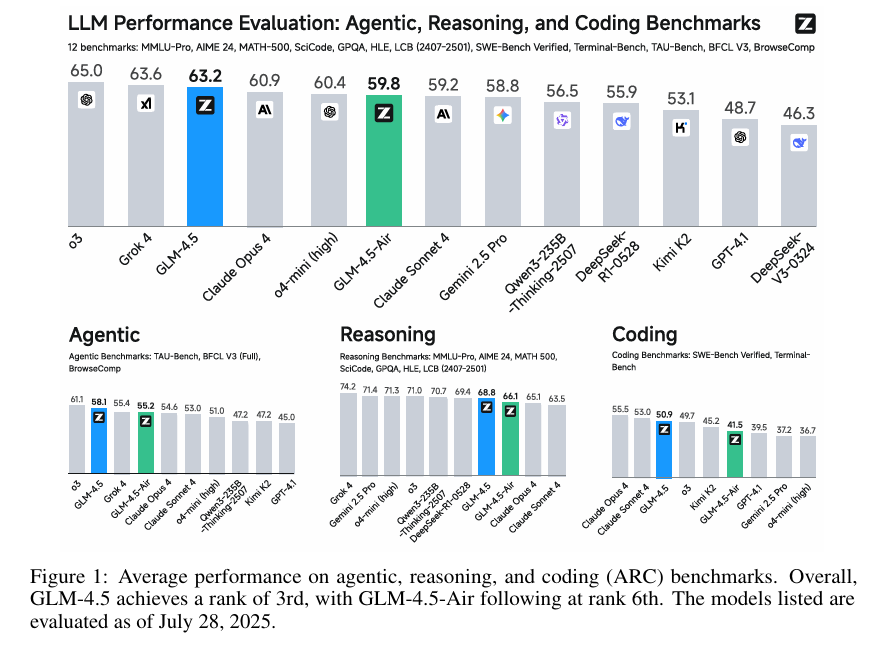 LLM Performance Evaluation: Agentic, Reasoning, and Coding Benchmarks
Z
12 benchmarks: MMLU-Pro, AIME 24, MATH-500, SciCode, GPQA, HLE, LCB (2407-2501), SWE-Bench Verified, Terminal-Bench, TAU-Bench, BFCL V3, BrowseComp
65.0 63.6 63.2 60.9 60.4 59.8 59.2 58.8 56.5 55.9 53.1 48.7 46.3
o3
Grok 4
GLM-4.5
Claude Opus 4
o4-mini (high)
GLM-4.5-Air
Claude Sonnet 4
Gemini 2.5 Pro
Qwen3-235B
-Thinking-2507
DeepSeek-
R1-0528
Kimi K2
GPT-4.1
DeepSeek-
V3-0324
Agentic
Agentic Benchmarks: TAU-Bench, BFCL V3 (Full),
BrowseComp
61.1 58.1 55.4 55.2 54.6 53.0 51.0 47.2 47.2 45.0
o3
GLM-4.5
Grok 4
GLM-4.5-Air
Claude Opus 4
Claude Sonnet 4
o4-mini (high)
Qwen3-235B
-Thinking-2507
Kimi K2
GPT-4.1
Reasoning
Reasoning Benchmarks: MMLU-Pro, AIME 24, MATH 500,
SciCode, GPQA, HLE, LCB (2407-2501)
74.2 71.4 71.3 71.0 70.7 69.4 68.8 66.1 65.1 63.5
Grok 4
Gemini 2.5 Pro
o4-mini (high)
o3
Qwen3-235B
-Thinking-2507
DeepSeek-R1-0528
GLM-4.5
GLM-4.5-Air
Claude Opus 4
Claude Sonnet 4
Coding
Coding Benchmarks: SWE-Bench Verified, Terminal-
Bench
55.5 53.0 50.9 49.7 45.2 41.5 39.5 37.2 36.7
Claude Opus 4
Claude Sonnet 4
GLM-4.5
o3
Kimi K2
GLM-4.5-Air
GPT-4.1
Gemini 2.5 Pro
o4-mini (high)
Figure 1: Average performance on agentic, reasoning, and coding (ARC) benchmarks. Overall,
GLM-4.5 achieves a rank of 3rd, with GLM-4.5-Air following at rank 6th. The models listed are
evaluated as of July 28, 2025.